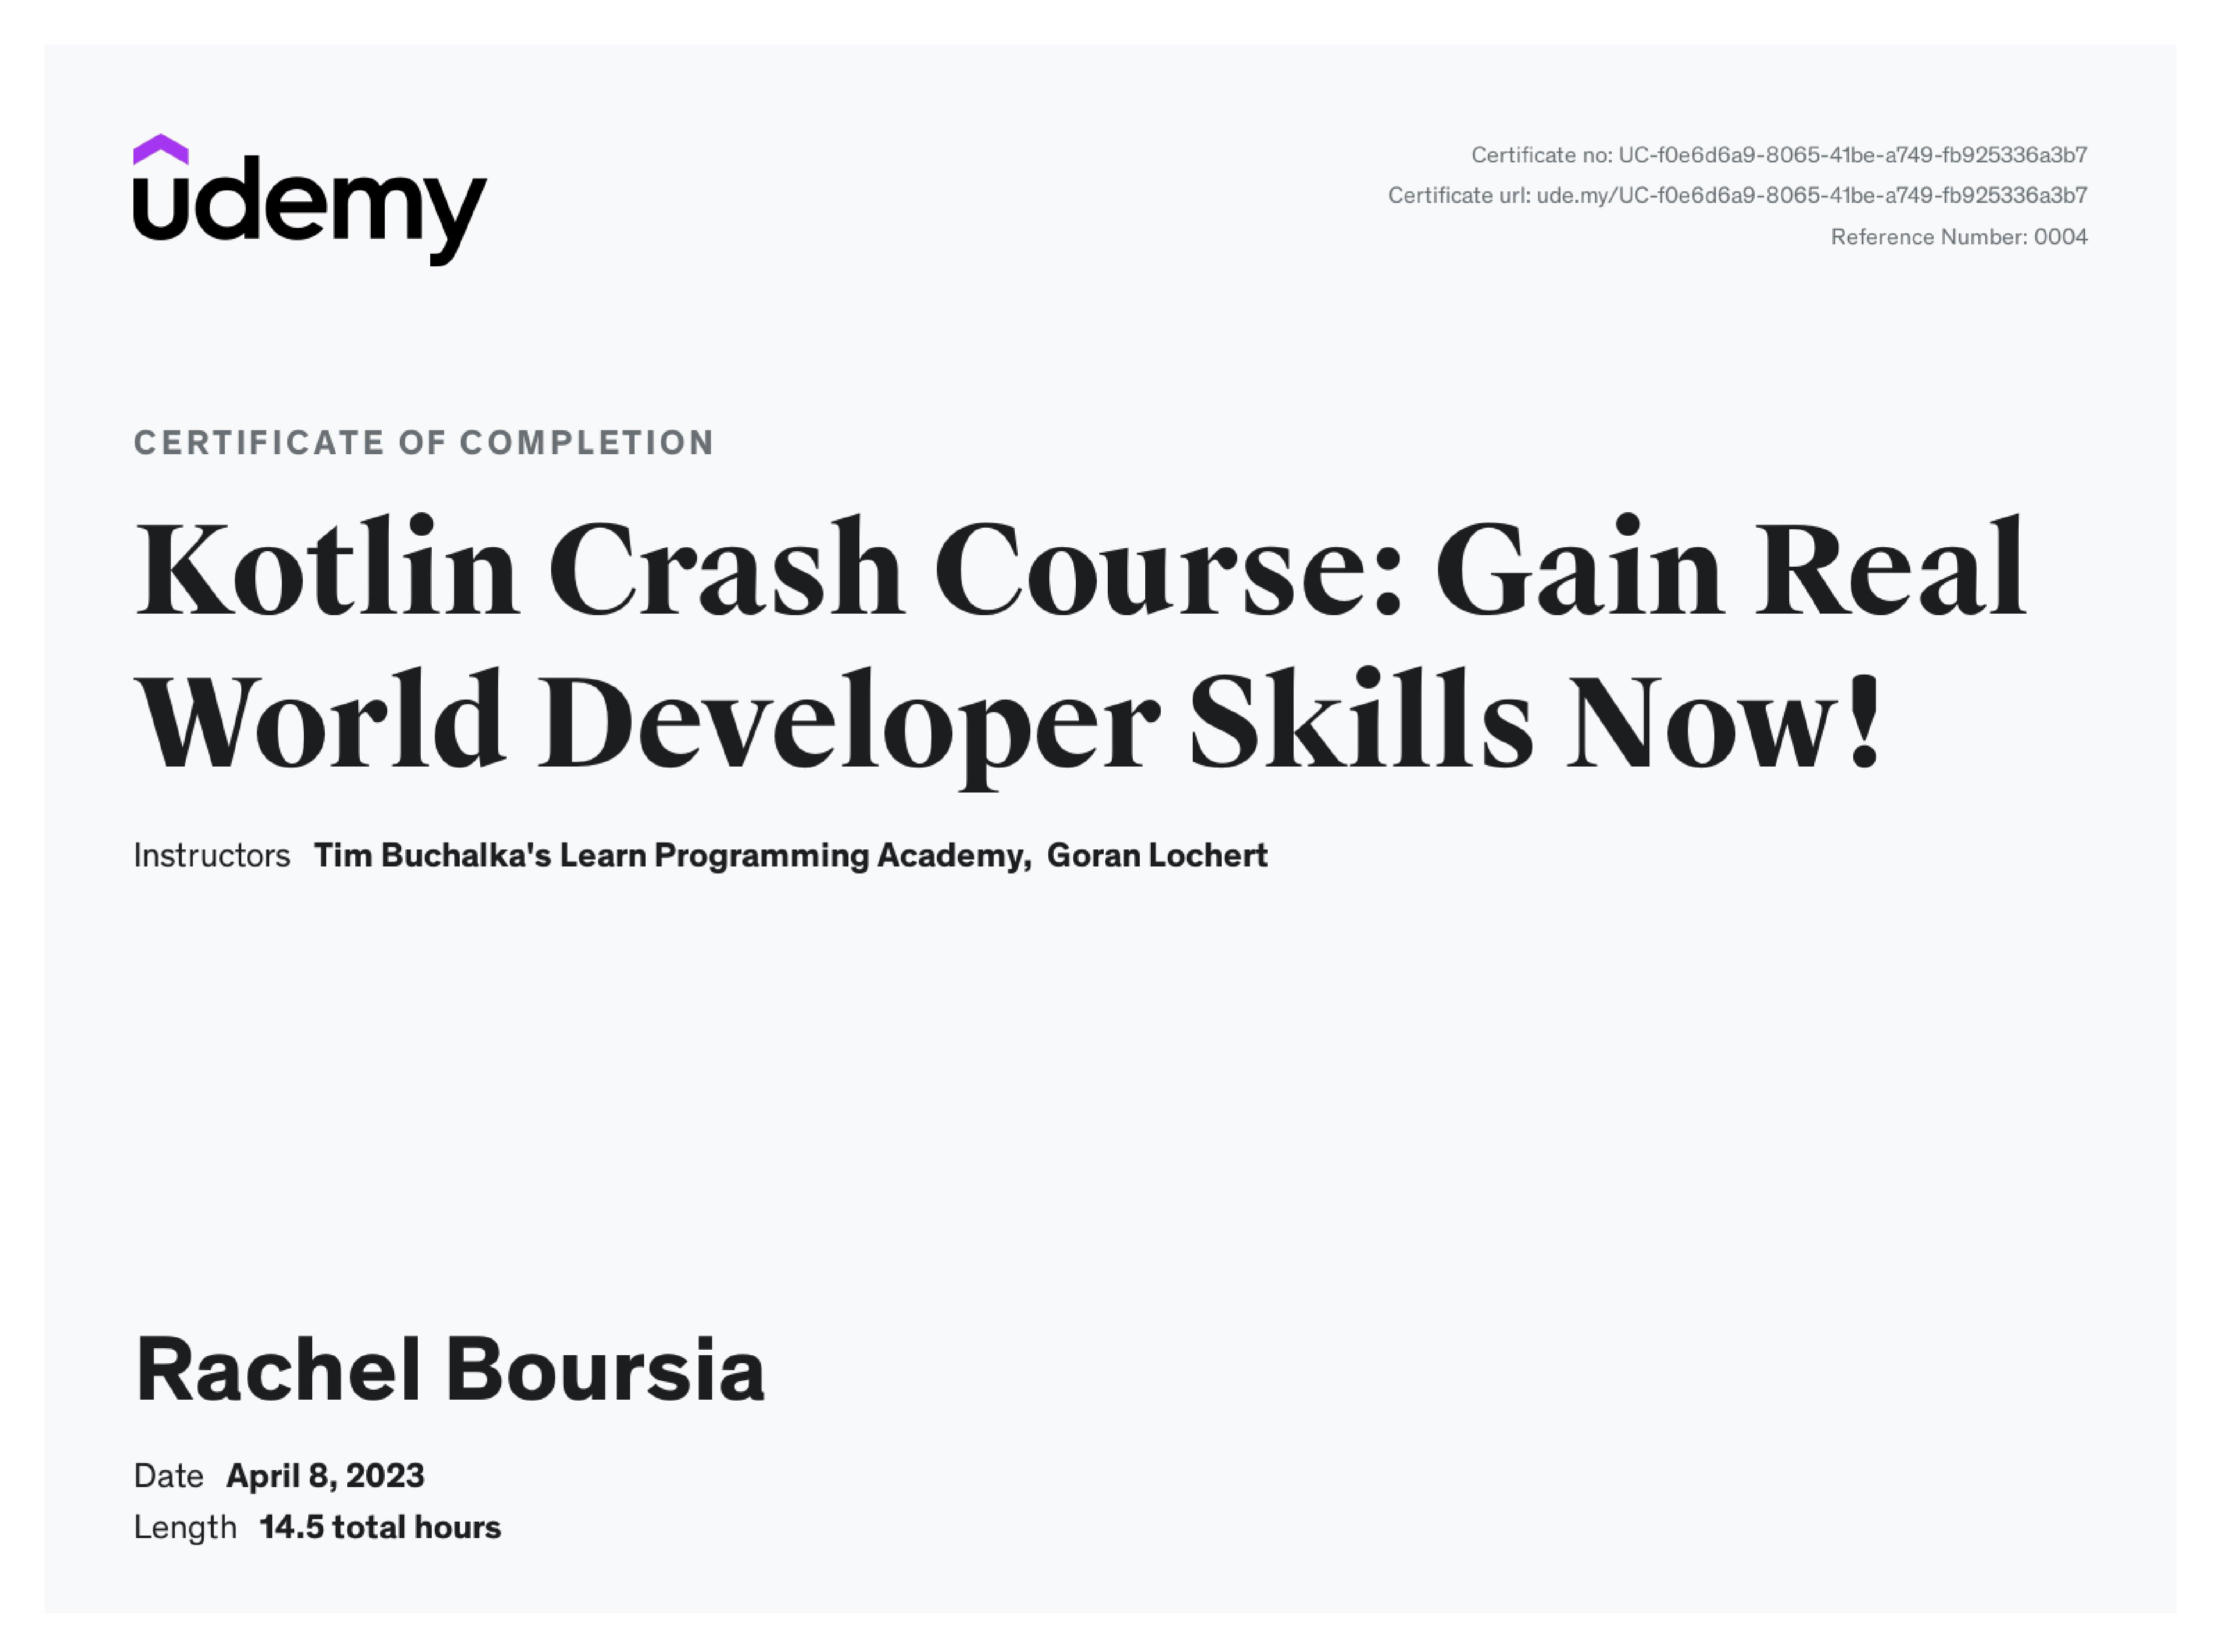 udemy
Certificate no: UC-f0e6d6a9-8065-41be-a749-fb925336a3b7
Certificate url: ude.my/UC-f0e6d6a9-8065-41be-a749-fb925336a3b7
Reference Number: 0004
CERTIFICATE OF COMPLETION
Kotlin Crash Course: Gain Real
World Developer Skills Now!
Instructors Tim Buchalka's Learn Programming Academy, Goran Lochert
Rachel Boursia
Date April 8, 2023
Length 14.5 total hours